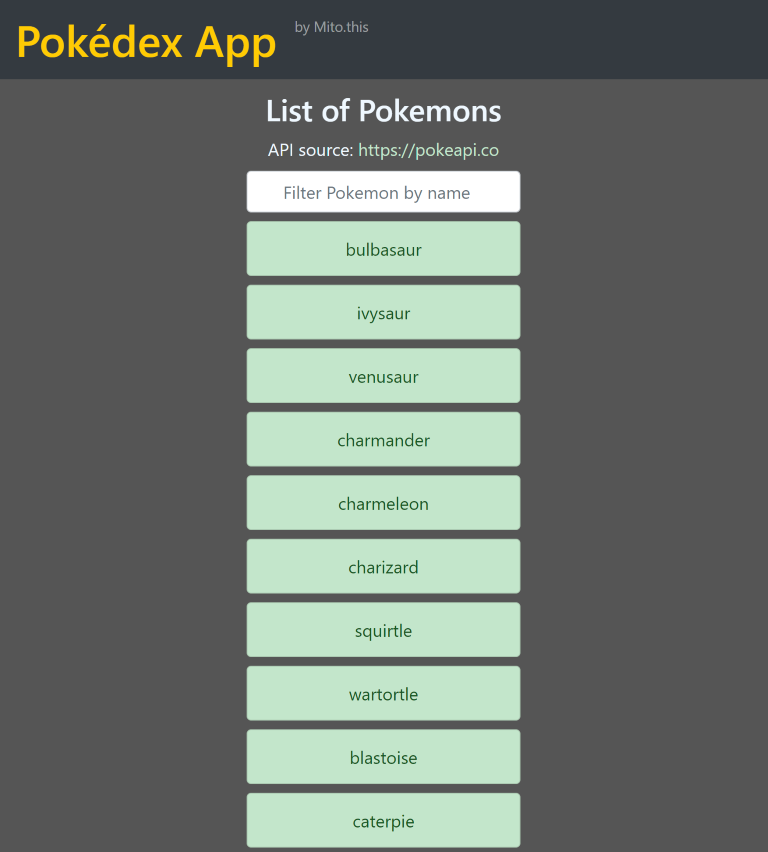 Pokédex App by Mito.this
List of Pokemons
API source: https://pokeapi.co
Filter Pokemon by name
bulbasaur
ivysaur
venusaur
charmander
charmeleon
charizard
squirtle
wartortle
blastoise
caterpie